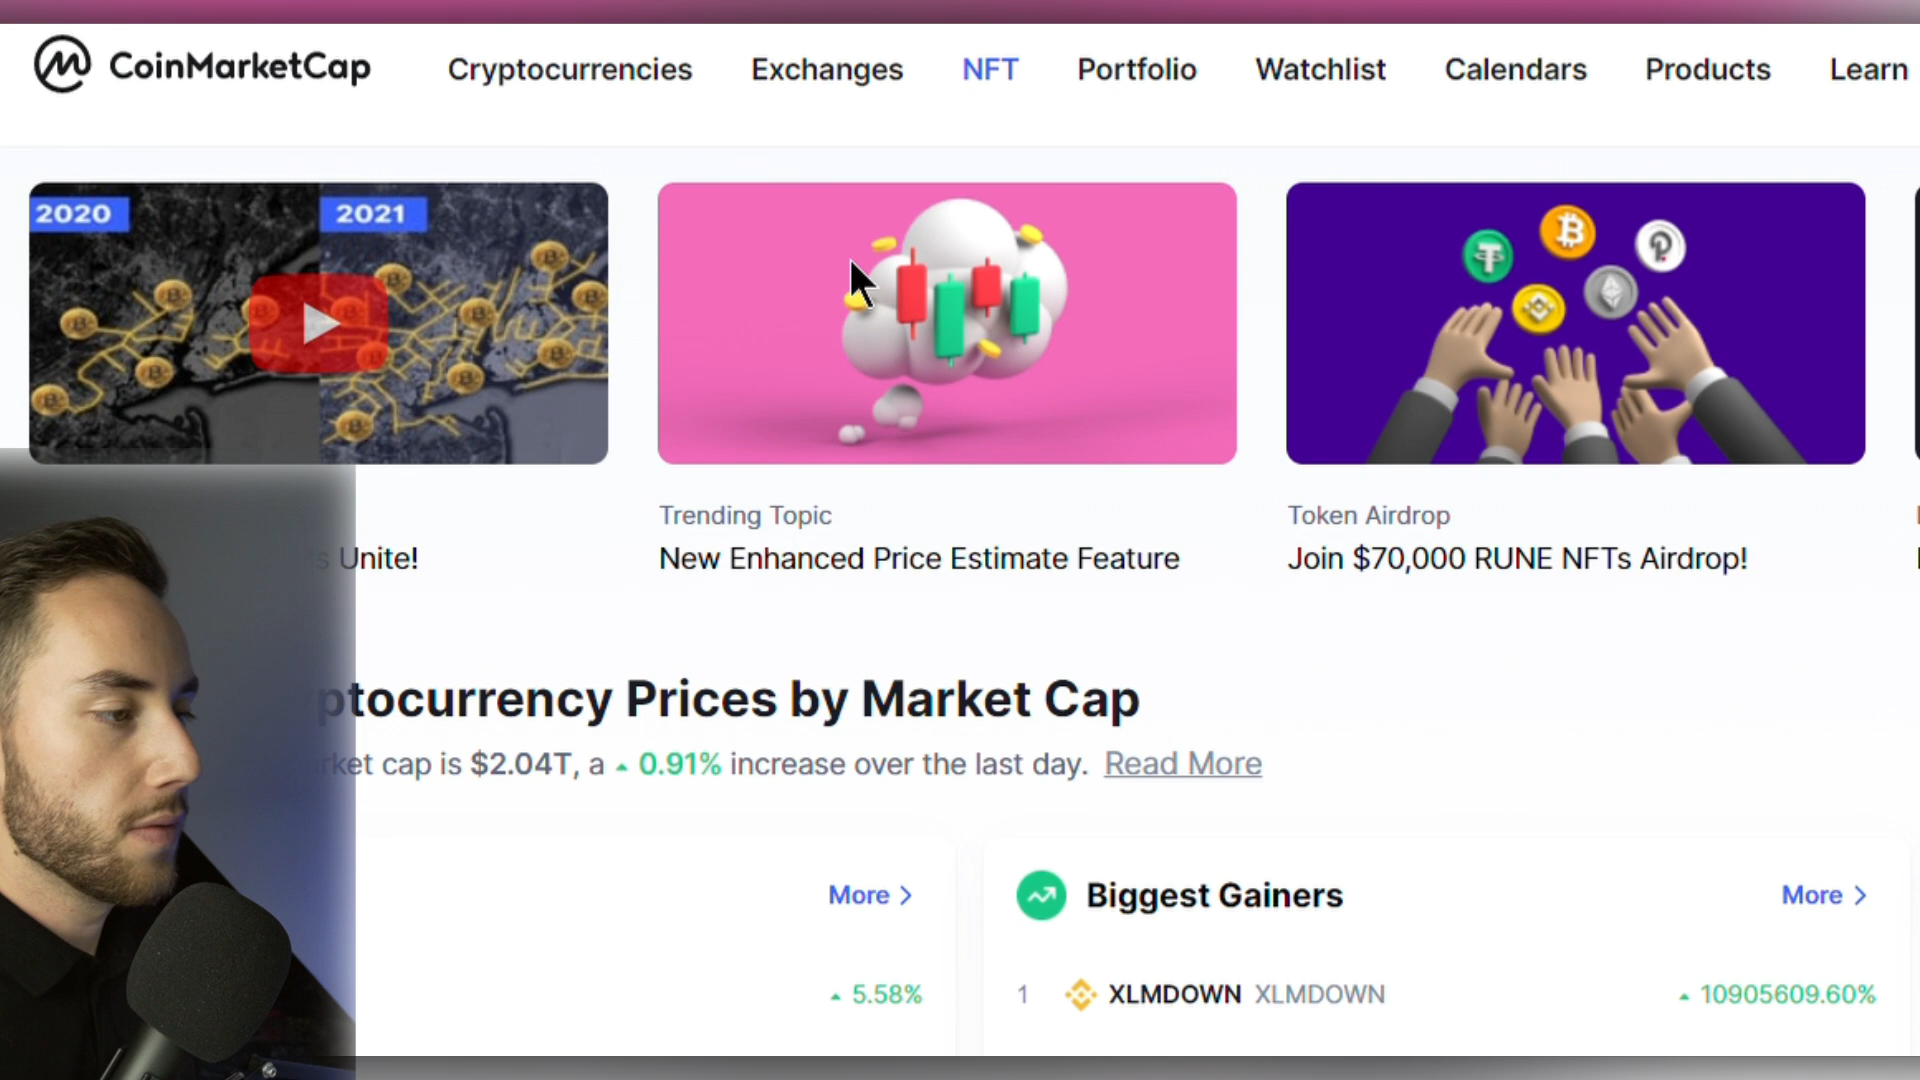 CoinMarketCap Cryptocurrencies Exchanges NFT Portfolio Watchlist Calendars Products Learn
2020 2021
Trending Topic
Token Airdrop
Unite!
New Enhanced Price Estimate Feature
Join $70,000 RUNE NFTs Airdrop!
ptocurrency Prices by Market Cap
rket cap is $2.04T, a 0.91% increase over the last day. Read More
More
Biggest Gainers More
5.58%
1 XLMDOWN XLMDOWN 10905609.60%